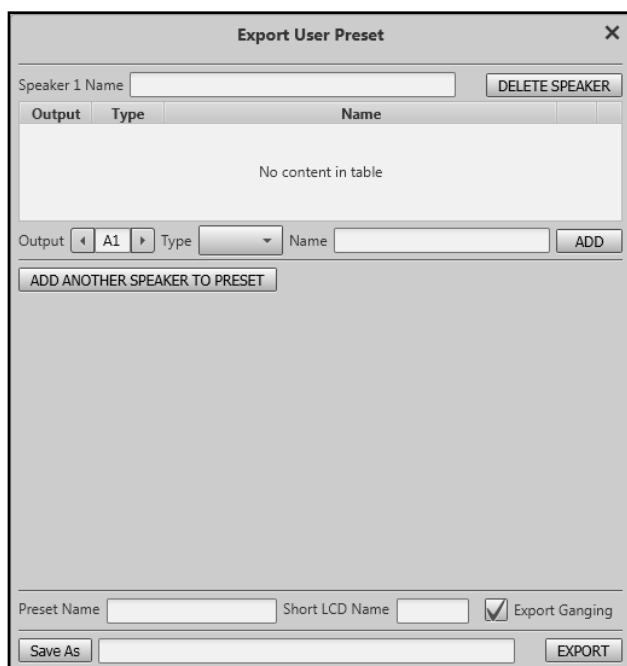 Export User Preset
Speaker 1 Name DELETE SPEAKER
Output Type Name
No content in table
Output A1 Type Name ADD
ADD ANOTHER SPEAKER TO PRESET
Preset Name Short LCD Name Export Ganging
Save As EXPORT